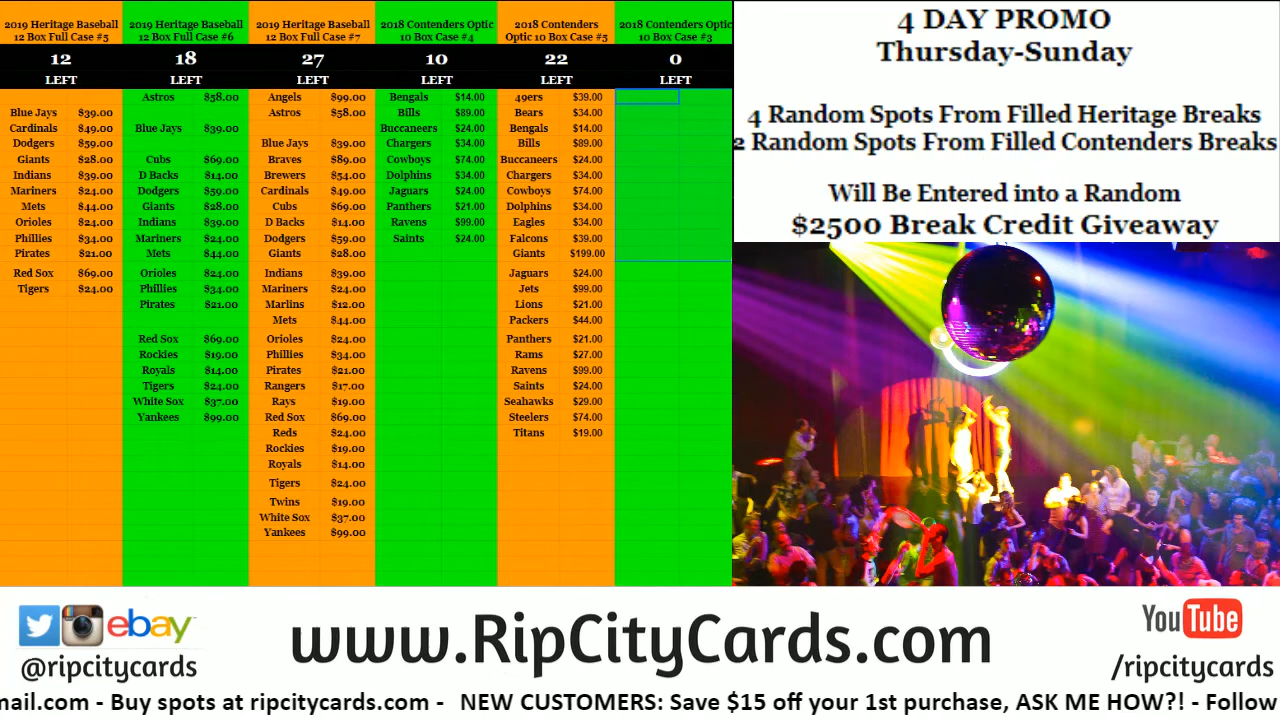 2019 Heritage Baseball
12 Box Full Case #5
12
LEFT
Blue Jays $39.00
Cardinals $49.00
Dodgers $59.00
Giants $28.00
Indians $39.00
Mariners $24.00
Mets $44.00
Orioles $24.00
Phillies $34.00
Pirates $21.00
Red Sox $69.00
Tigers $24.00
2019 Heritage Baseball
12 Box Full Case #6
18
LEFT
Astros $58.00
Blue Jays $39.00
Cubs $69.00
D Backs $14.00
Dodgers $59.00
Giants $28.00
Indians $39.00
Mariners $24.00
Mets $44.00
Orioles $24.00
Phillies $34.00
Pirates $21.00
Red Sox $69.00
Rockies $19.00
Royals $14.00
Tigers $24.00
White Sox $37.00
Yankees $99.00
2019 Heritage Baseball
12 Box Full Case #7
27
LEFT
Angels $99.00
Astros $58.00
Blue Jays $39.00
Braves $89.00
Brewers $54.00
Cardinals $49.00
Cubs $69.00
D Backs $14.00
Dodgers $59.00
Giants $28.00
Indians $39.00
Mariners $24.00
Marlins $12.00
Mets $44.00
Orioles $24.00
Phillies $34.00
Pirates $21.00
Rangers $17.00
Rays $19.00
Red Sox $69.00
Reds $24.00
Rockies $19.00
Royals $14.00
Tigers $24.00
Twins $19.00
White Sox $37.00
Yankees $99.00
2018 Contenders Optic
10 Box Case #4
10
LEFT
Bengals $14.00
Bills $89.00
Buccaneers $24.00
Chargers $34.00
Cowboys $74.00
Dolphins $34.00
Jaguars $24.00
Panthers $21.00
Ravens $99.00
Saints $24.00
2018 Contenders
Optic 10 Box Case #5
22
LEFT
49ers $39.00
Bears $34.00
Bengals $14.00
Bills $89.00
Buccaneers $24.00
Chargers $34.00
Cowboys $74.00
Dolphins $34.00
Eagles $34.00
Falcons $39.00
Giants $199.00
Jaguars $24.00
Jets $99.00
Lions $21.00
Packers $44.00
Panthers $21.00
Rams $27.00
Ravens $99.00
Saints $24.00
Seahawks $29.00
Steelers $74.00
Titans $19.00
2018 Contenders Optic
10 Box Case #3
0
LEFT
4 DAY PROMO
Thursday-Sunday
4 Random Spots From Filled Heritage Breaks
2 Random Spots From Filled Contenders Breaks
Will Be Entered into a Random
$2500 Break Credit Giveaway
ebay
@ripcitycards
www.RipCityCards.com
YouTube
/ripcitycards
mail.com - Buy spots at ripcitycards.com - NEW CUSTOMERS: Save $15 off your 1st purchase, ASK ME HOW?! - Follow